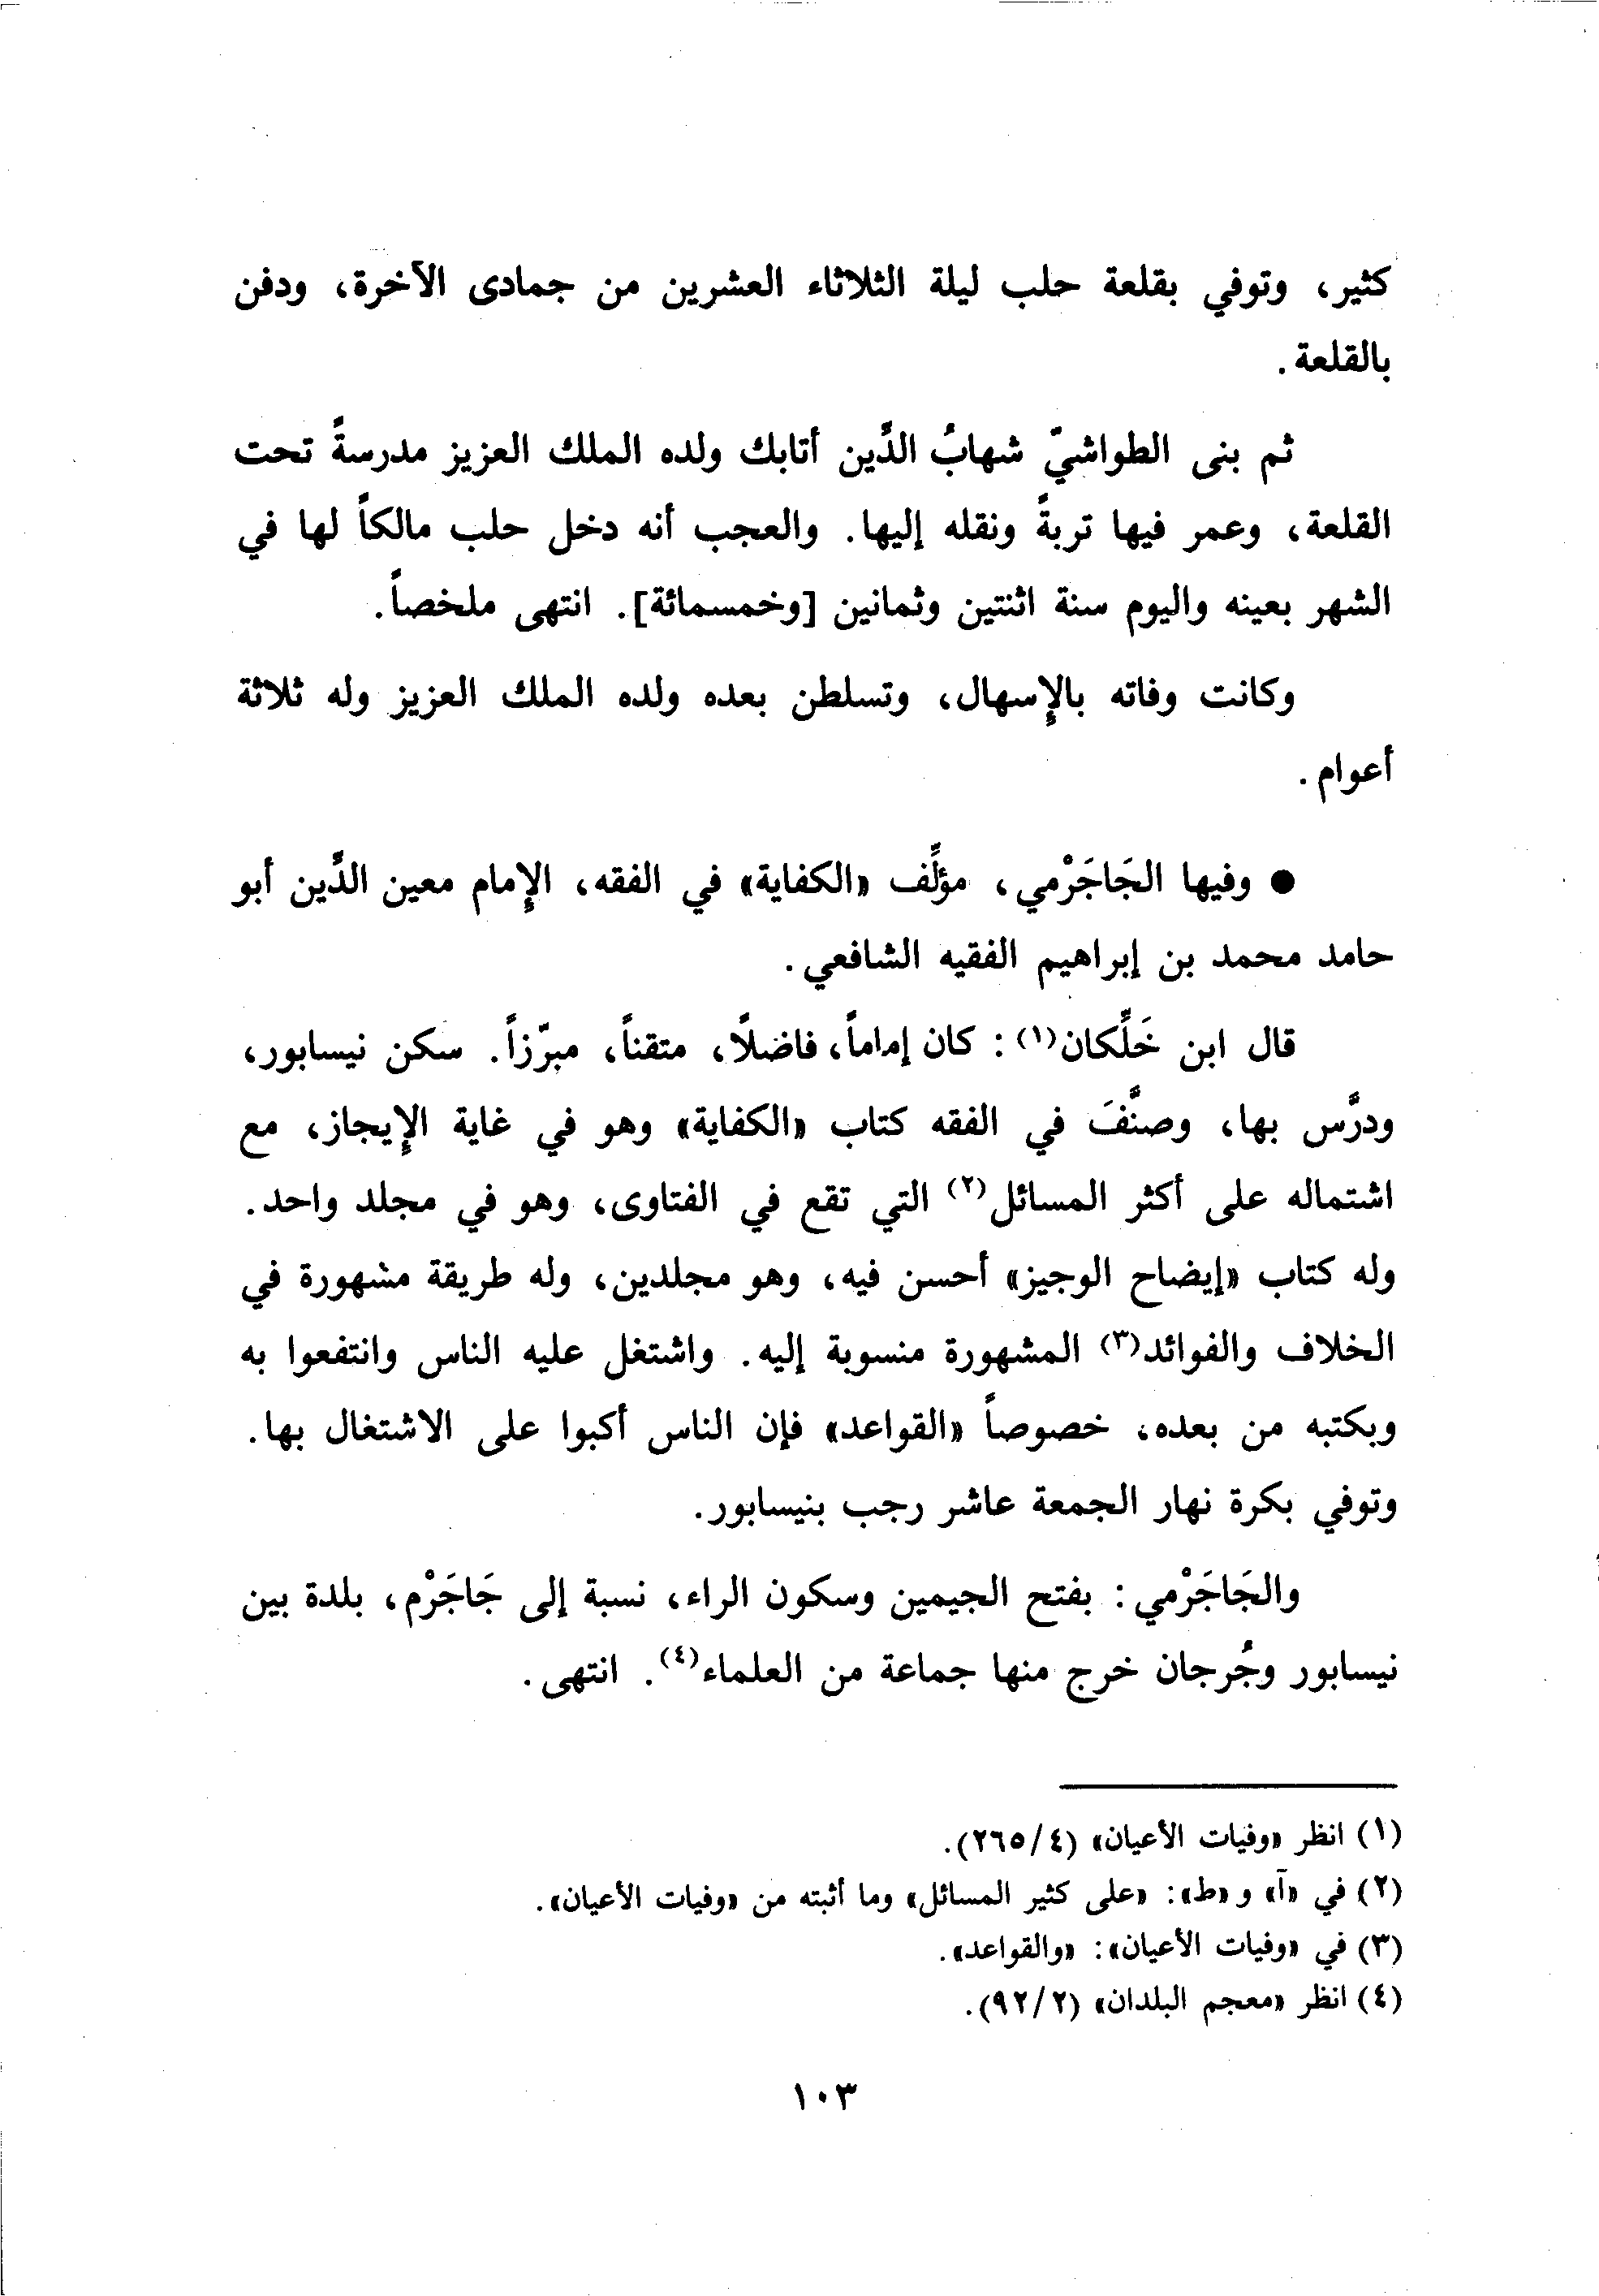 كثير، وتوفي بقلعة حلب ليلة الثلاثاء العشرين من جمادى الآخرة، ودفن
بالقلعة.
ثم بنى الطواشيّ شهابُ الدِّين أتابك ولده الملك العزيز مدرسةً تحت
القلعة، وعمر فيها تربةً ونقله إليها. والعجب أنه دخل حلب مالكاً لها في
الشهر بعينه واليوم سنة اثنتين وثمانين [وخمسمائة]. انتهى ملخصاً.
وكانت وفاته بالإسهال، وتسلطن بعده ولده الملك العزيز وله ثلاثة
أعوام.
● وفيها الجَاجَرْمي، مؤلِّف «الكفاية» في الفقه، الإمام معين الدِّين أبو
حامد محمد بن إبراهيم الفقيه الشافعي.
قال ابن خَلِّكان(١): كان إماماً، فاضلًا، متقناً، مبرّزاً. سكن نيسابور،
ودرَّس بها، وصنَّفَ في الفقه كتاب «الكفاية» وهو في غاية الإيجاز، مع
اشتماله على أكثر المسائل(٢) التي تقع في الفتاوى، وهو في مجلد واحد.
وله كتاب «إيضاح الوجيز» أحسن فيه، وهو مجلدين، وله طريقة مشهورة في
الخلاف والفوائد(٣) المشهورة منسوبة إليه. واشتغل عليه الناس وانتفعوا به
وبكتبه من بعده، خصوصاً «القواعد» فإن الناس أكبوا على الاشتغال بها.
وتوفي بكرة نهار الجمعة عاشر رجب بنيسابور.
والجَاجَرْمي: بفتح الجيمين وسكون الراء، نسبة إلى جَاجَرْم، بلدة بين
نيسابور وجُرجان خرج منها جماعة من العلماء(٤). انتهى.
(١) انظر «وفيات الأعيان» (٢٦٥/٤).
(٢) في «آ» و «ط»: «على كثير المسائل» وما أثبته من «وفيات الأعيان».
(٣) في «وفيات الأعيان»: «والقواعد».
(٤) انظر «معجم البلدان» (٩٢/٢).
١٠٣